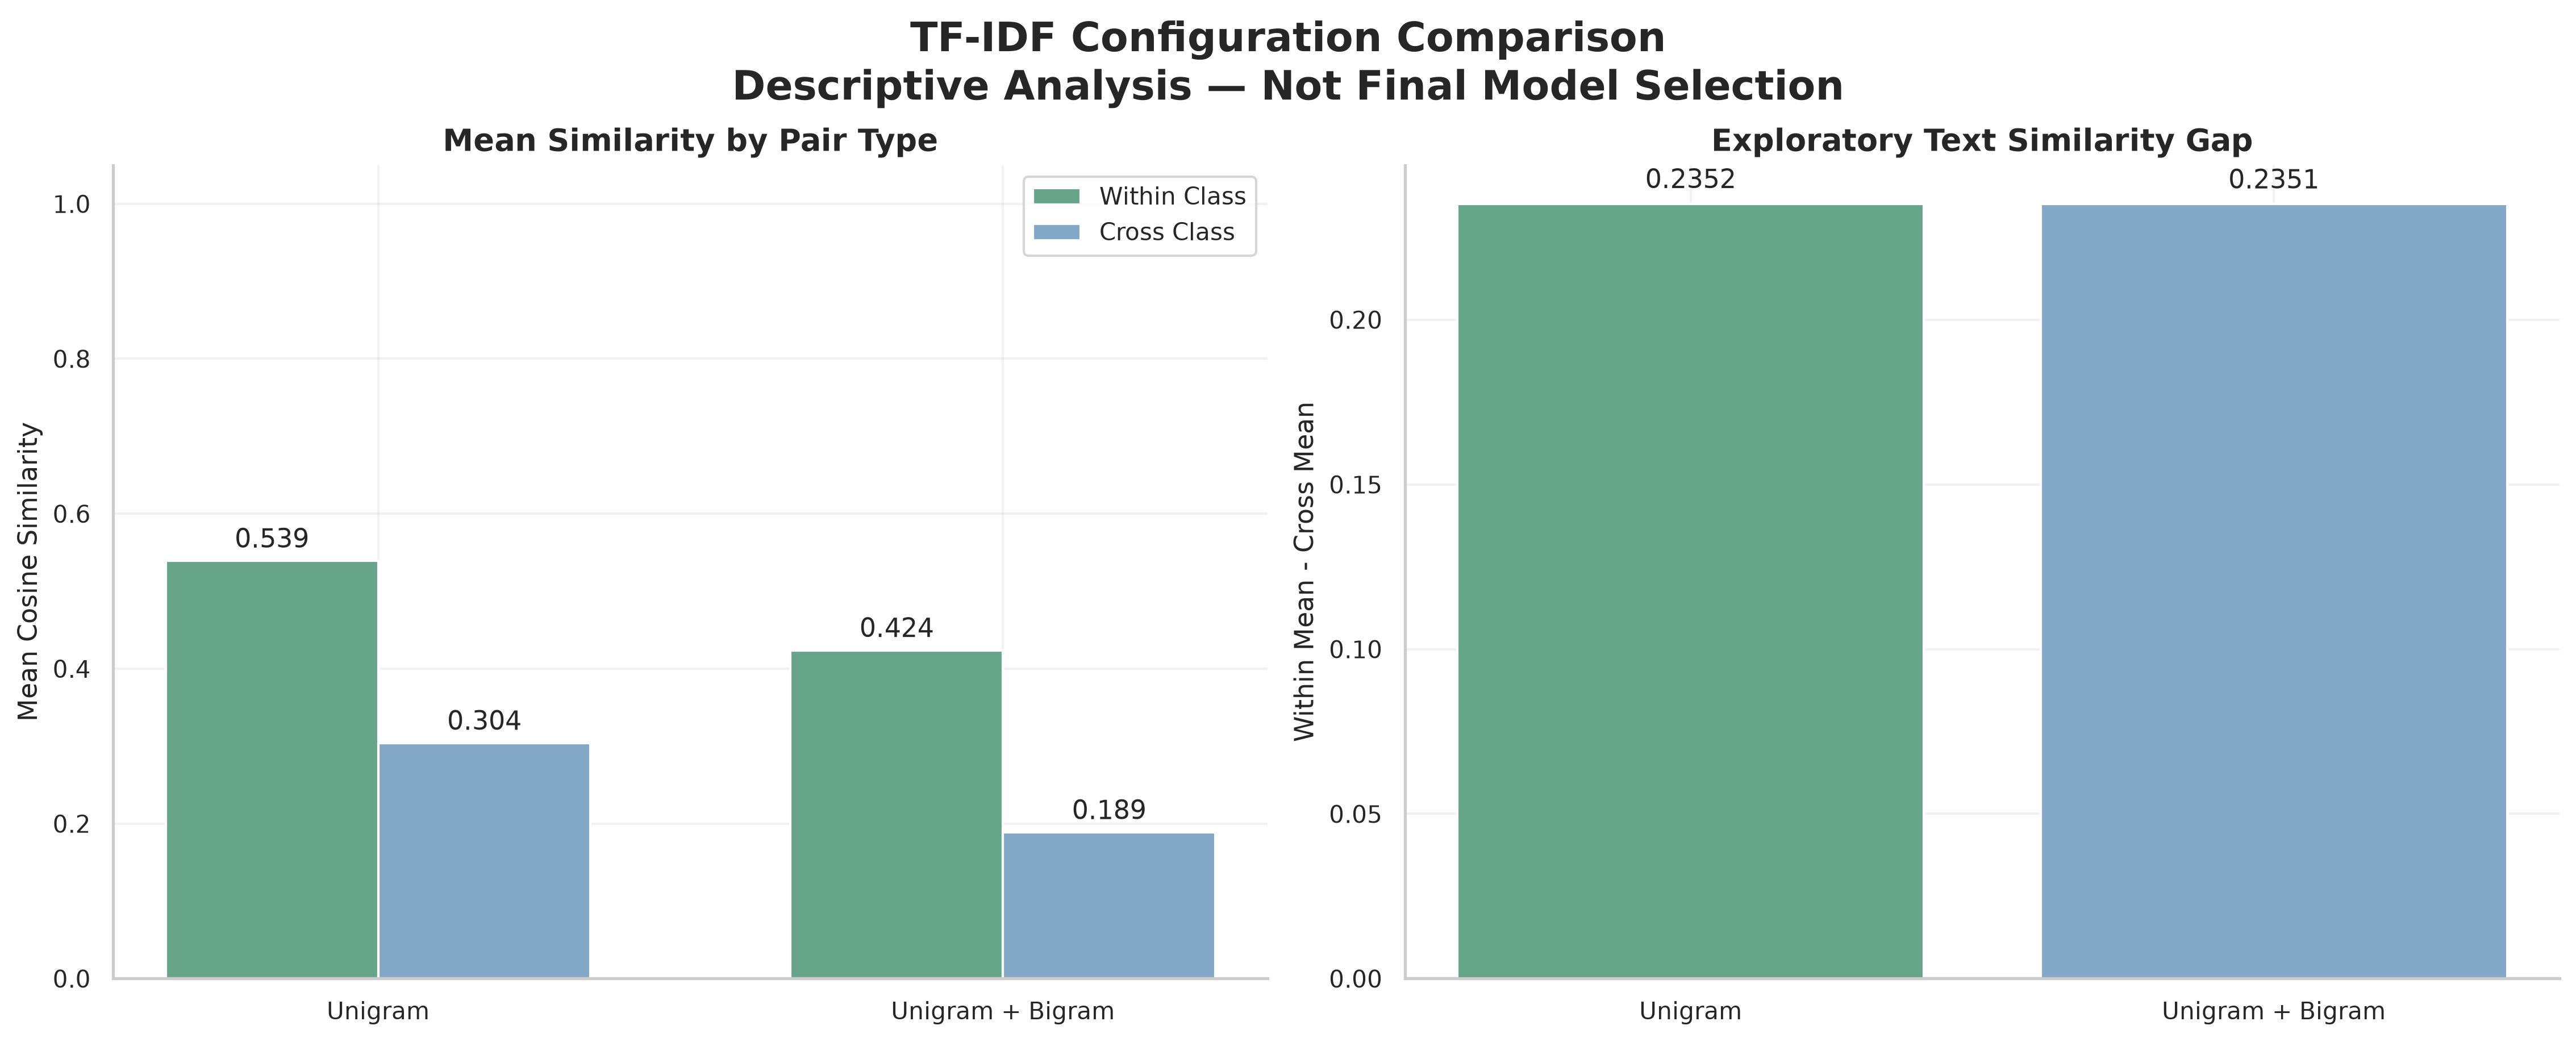 TF-IDF Configuration Comparison
Descriptive Analysis — Not Final Model Selection
Mean Similarity by Pair Type
Within Class
Cross Class
Mean Cosine Similarity
1.0
0.8
0.6
0.4
0.2
0.0
0.539
0.304
0.424
0.189
Unigram
Unigram + Bigram
Exploratory Text Similarity Gap
Within Mean - Cross Mean
0.20
0.15
0.10
0.05
0.00
0.2352
0.2351
Unigram
Unigram + Bigram